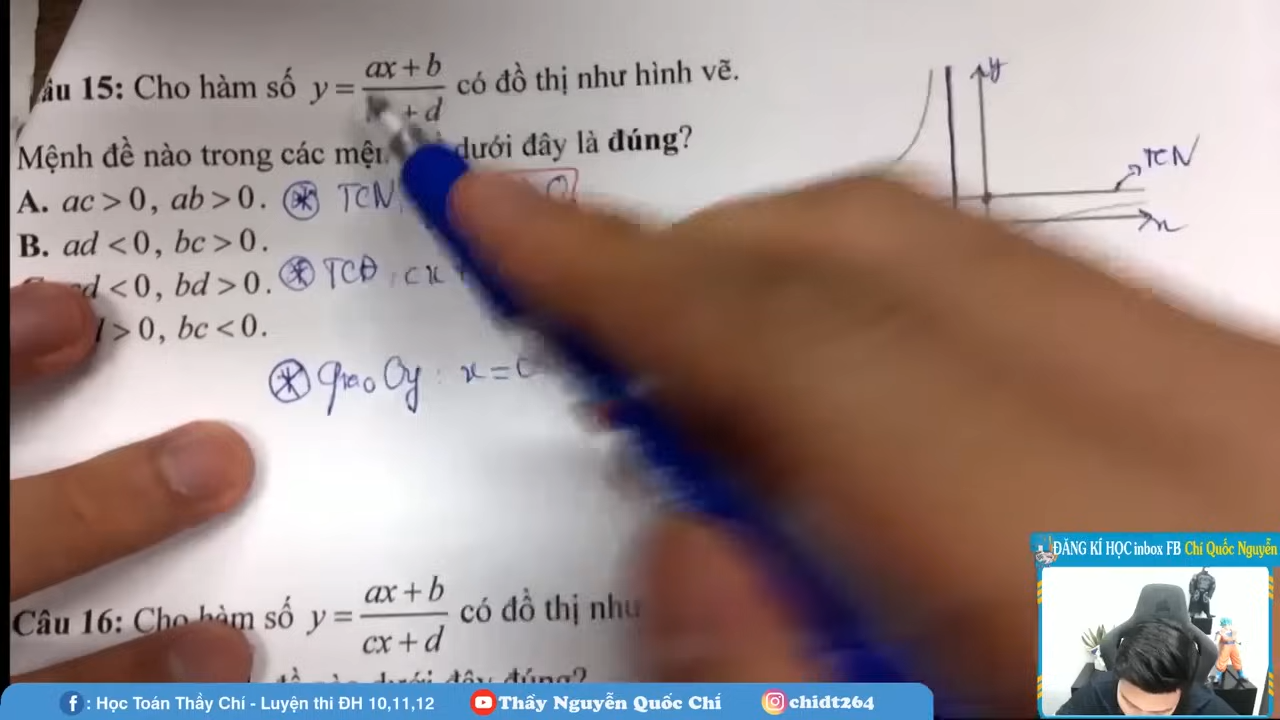 15: Cho hàm số y = ax + b / + d có đồ thị như hình vẽ.
Mệnh đề nào trong các dưới đây là đúng?
A. ac > 0, ab > 0. TCN
B. ad < 0, bc > 0.
d < 0, bd > 0. TCĐ: cx
> 0, bc < 0.
Giao Oy: x =
y
TCN
x
Câu 16: Cho hàm số y = ax + b / cx + d có đồ thị như
ĐĂNG KÍ HỌC inbox FB Chí Quốc Nguyễn
: Học Toán Thầy Chí - Luyện thi ĐH 10,11,12 Thầy Nguyễn Quốc Chí chidt264